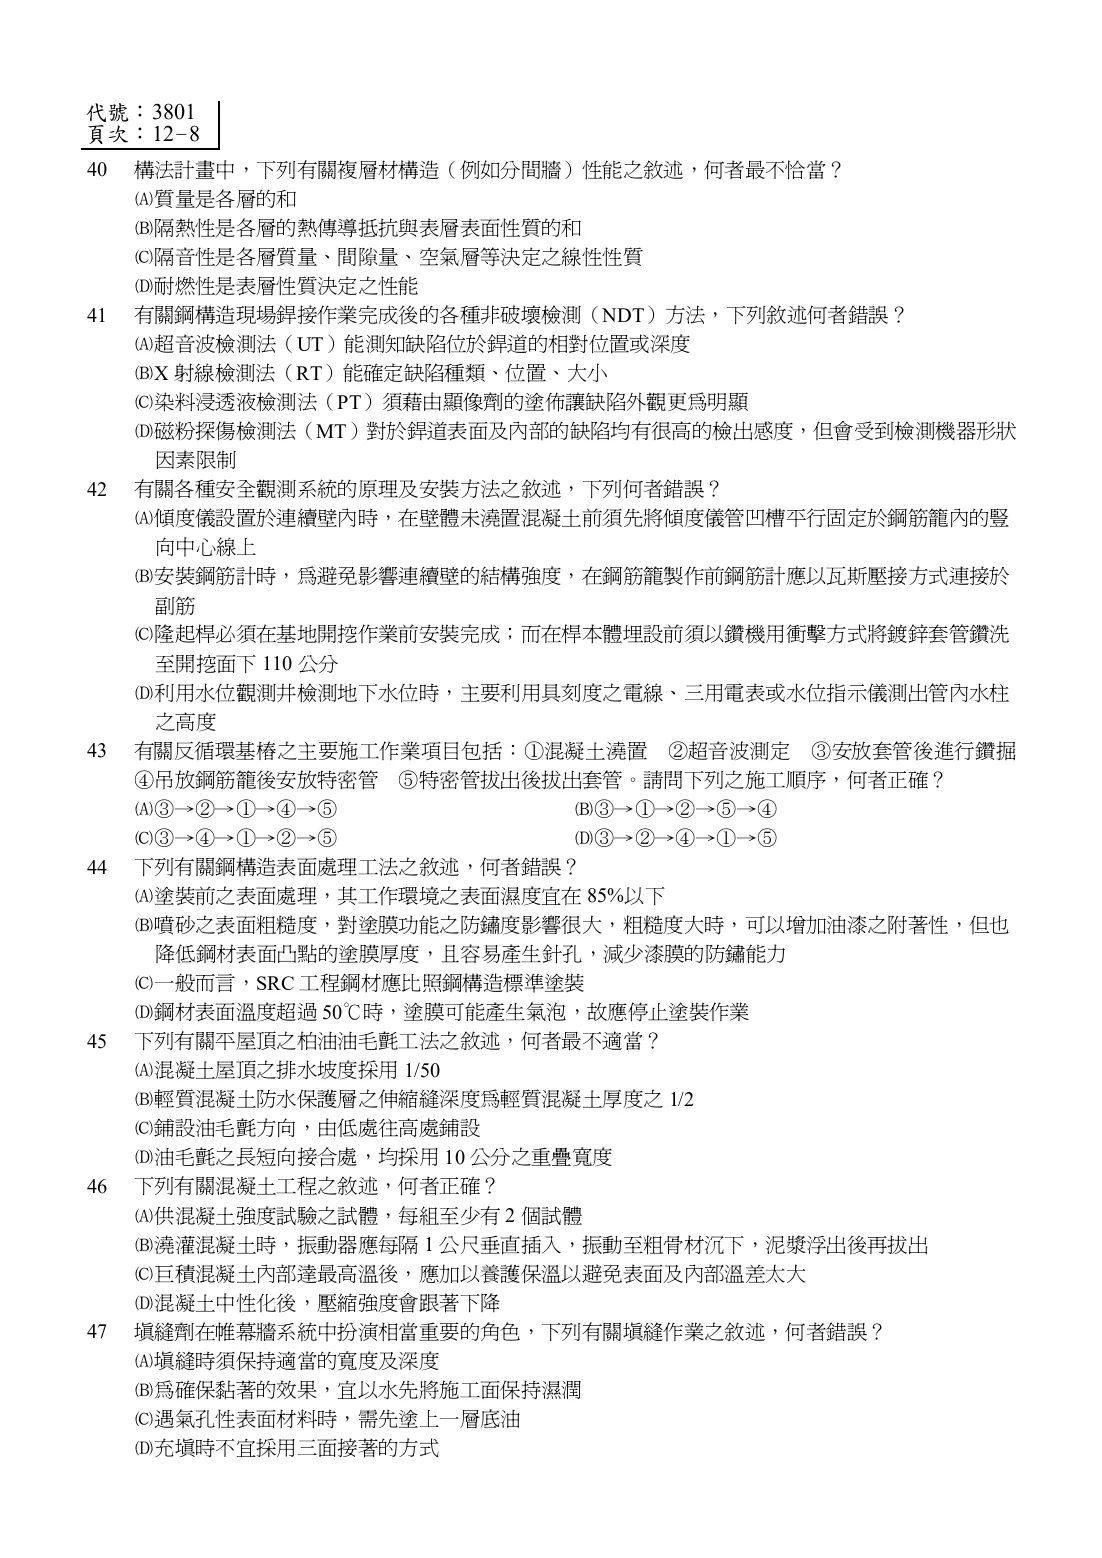 代號：3801
頁次：12－8
40 構法計畫中，下列有關複層材構造（例如分間牆）性能之敘述，何者最不恰當？
(A)質量是各層的和
(B)隔熱性是各層的熱傳導抵抗與表層表面性質的和
(C)隔音性是各層質量、間隙量、空氣層等決定之線性性質
(D)耐燃性是表層性質決定之性能
41 有關鋼構造現場銲接作業完成後的各種非破壞檢測（NDT）方法，下列敘述何者錯誤？
(A)超音波檢測法（UT）能測知缺陷位於銲道的相對位置或深度
(B)X 射線檢測法（RT）能確定缺陷種類、位置、大小
(C)染料浸透液檢測法（PT）須藉由顯像劑的塗佈讓缺陷外觀更為明顯
(D)磁粉探傷檢測法（MT）對於銲道表面及內部的缺陷均有很高的檢出感度，但會受到檢測機器形狀
因素限制
42 有關各種安全觀測系統的原理及安裝方法之敘述，下列何者錯誤？
(A)傾度儀設置於連續壁內時，在壁體未澆置混凝土前須先將傾度儀管凹槽平行固定於鋼筋籠內的豎
向中心線上
(B)安裝鋼筋計時，為避免影響連續壁的結構強度，在鋼筋籠製作前鋼筋計應以瓦斯壓接方式連接於
副筋
(C)隆起桿必須在基地開挖作業前安裝完成；而在桿本體埋設前須以鑽機用衝擊方式將鍍鋅套管鑽洗
至開挖面下 110 公分
(D)利用水位觀測井檢測地下水位時，主要利用具刻度之電線、三用電表或水位指示儀測出管內水柱
之高度
43 有關反循環基樁之主要施工作業項目包括：①混凝土澆置　②超音波測定　③安放套管後進行鑽掘
④吊放鋼筋籠後安放特密管　⑤特密管拔出後拔出套管。請問下列之施工順序，何者正確？
(A)③→②→①→④→⑤　(B)③→①→②→⑤→④
(C)③→④→①→②→⑤　(D)③→②→④→①→⑤
44 下列有關鋼構造表面處理工法之敘述，何者錯誤？
(A)塗裝前之表面處理，其工作環境之表面濕度宜在 85%以下
(B)噴砂之表面粗糙度，對塗膜功能之防鏽度影響很大，粗糙度大時，可以增加油漆之附著性，但也
降低鋼材表面凸點的塗膜厚度，且容易產生針孔，減少漆膜的防鏽能力
(C)一般而言，SRC 工程鋼材應比照鋼構造標準塗裝
(D)鋼材表面溫度超過 50℃時，塗膜可能產生氣泡，故應停止塗裝作業
45 下列有關平屋頂之柏油油毛氈工法之敘述，何者最不適當？
(A)混凝土屋頂之排水坡度採用 1/50
(B)輕質混凝土防水保護層之伸縮縫深度為輕質混凝土厚度之 1/2
(C)鋪設油毛氈方向，由低處往高處鋪設
(D)油毛氈之長短向接合處，均採用 10 公分之重疊寬度
46 下列有關混凝土工程之敘述，何者正確？
(A)供混凝土強度試驗之試體，每組至少有 2 個試體
(B)澆灌混凝土時，振動器應每隔 1 公尺垂直插入，振動至粗骨材沉下，泥漿浮出後再拔出
(C)巨積混凝土內部達最高溫後，應加以養護保溫以避免表面及內部溫差太大
(D)混凝土中性化後，壓縮強度會跟著下降
47 填縫劑在帷幕牆系統中扮演相當重要的角色，下列有關填縫作業之敘述，何者錯誤？
(A)填縫時須保持適當的寬度及深度
(B)為確保黏著的效果，宜以水先將施工面保持濕潤
(C)遇氣孔性表面材料時，需先塗上一層底油
(D)充填時不宜採用三面接著的方式